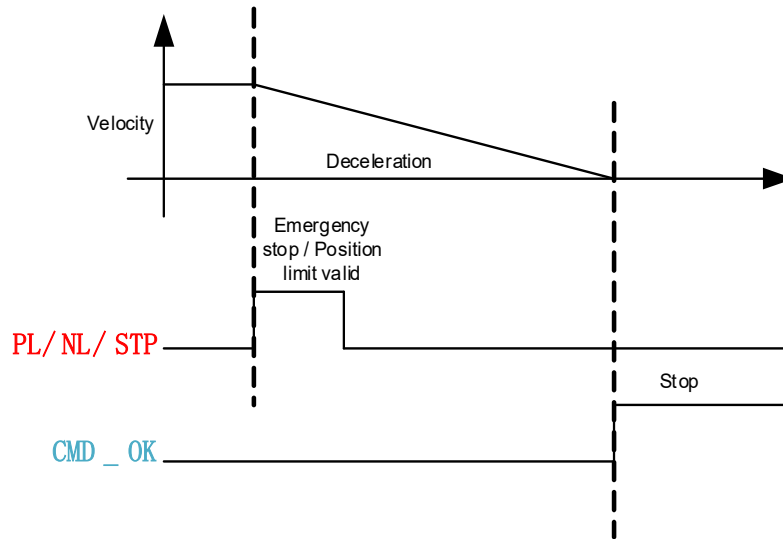 Velocity
Deceleration
Emergency
stop / Position
limit valid
PL/ NL/ STP
Stop
CMD _ OK